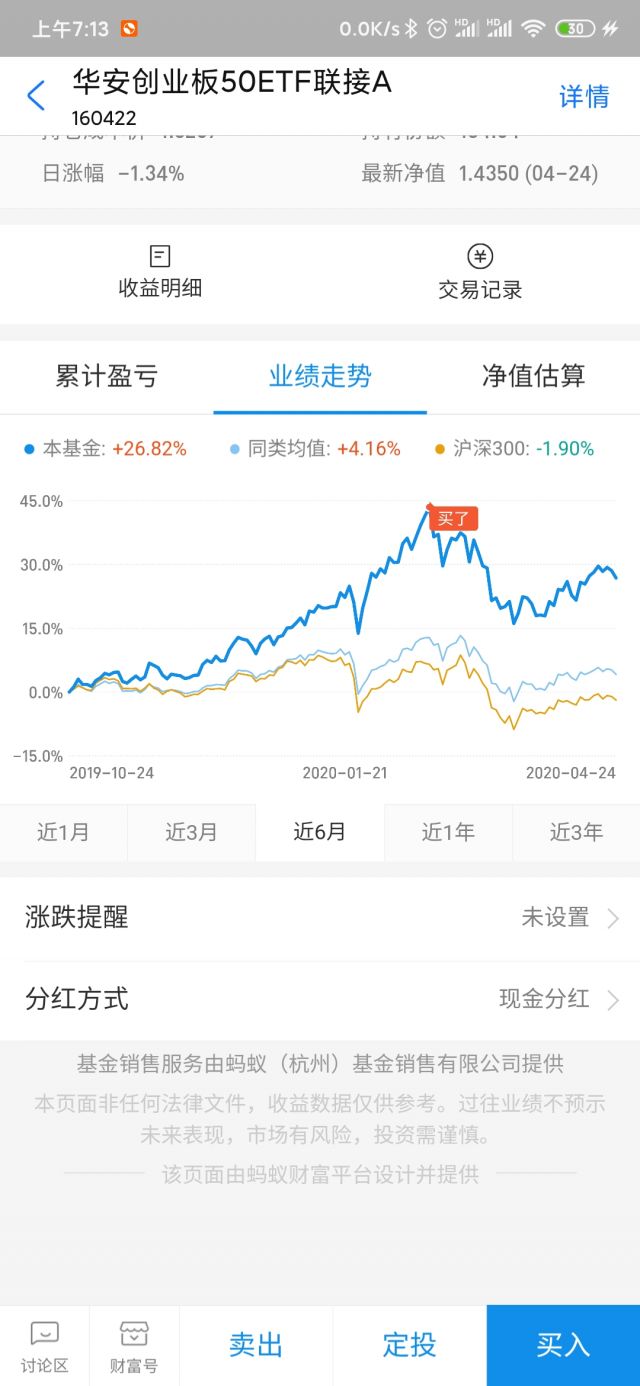 上午7:13
0.0K/s HD HD 30
华安创业板50ETF联接A
160422
详情
日涨幅 -1.34%
最新净值 1.4350 (04-24)
收益明细
交易记录
累计盈亏 业绩走势 净值估算
本基金: +26.82% 同类均值: +4.16% 沪深300: -1.90%
45.0%
买了
30.0%
15.0%
0.0%
-15.0%
2019-10-24 2020-01-21 2020-04-24
近1月 近3月 近6月 近1年 近3年
涨跌提醒 未设置
分红方式 现金分红
基金销售服务由蚂蚁（杭州）基金销售有限公司提供
本页面非任何法律文件，收益数据仅供参考。过往业绩不预示
未来表现，市场有风险，投资需谨慎。
该页面由蚂蚁财富平台设计并提供
讨论区 财富号 卖出 定投 买入